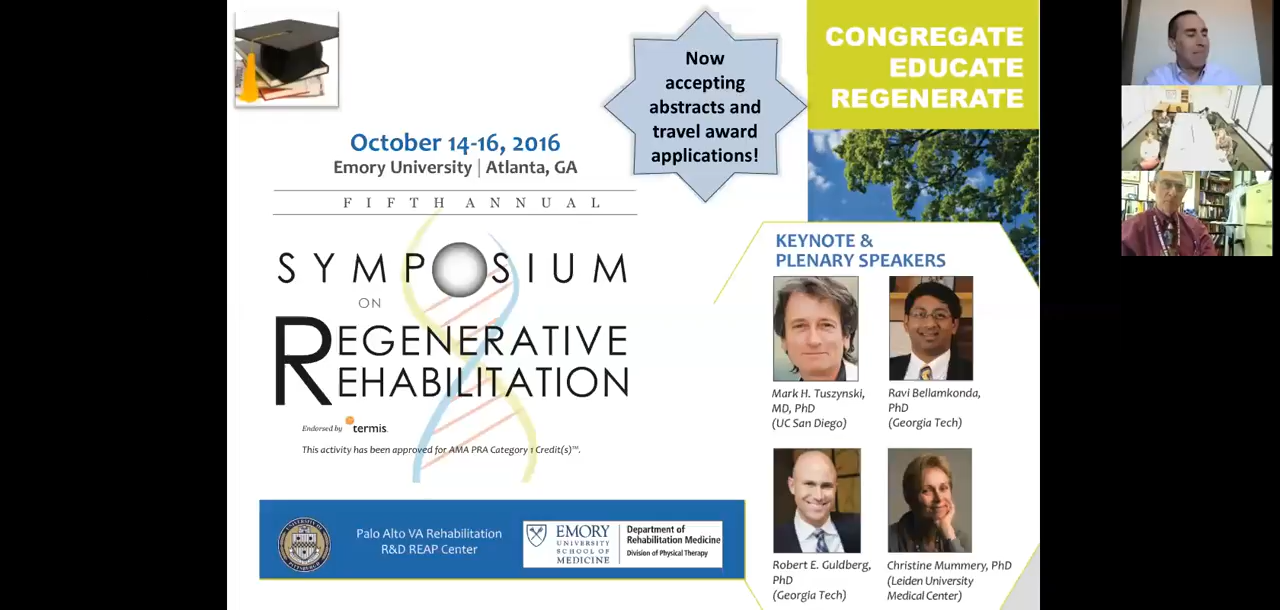 Now
accepting
abstracts and
travel award
applications!
CONGREGATE
EDUCATE
REGENERATE
October 14-16, 2016
Emory University | Atlanta, GA
FIFTH ANNUAL
SYMPOSIUM
ON
REGENERATIVE
REHABILITATION
Endorsed by termis
This activity has been approved for AMA PRA Category 1 Credit(s)™.
KEYNOTE &
PLENARY SPEAKERS
Mark H. Tuszynski,
MD, PhD
(UC San Diego)
Ravi Bellamkonda,
PhD
(Georgia Tech)
Robert E. Guldberg,
PhD
(Georgia Tech)
Christine Mummery, PhD
(Leiden University
Medical Center)
Palo Alto VA Rehabilitation
R&D REAP Center
EMORY
UNIVERSITY
SCHOOL OF
MEDICINE
Department of
Rehabilitation Medicine
Division of Physical Therapy